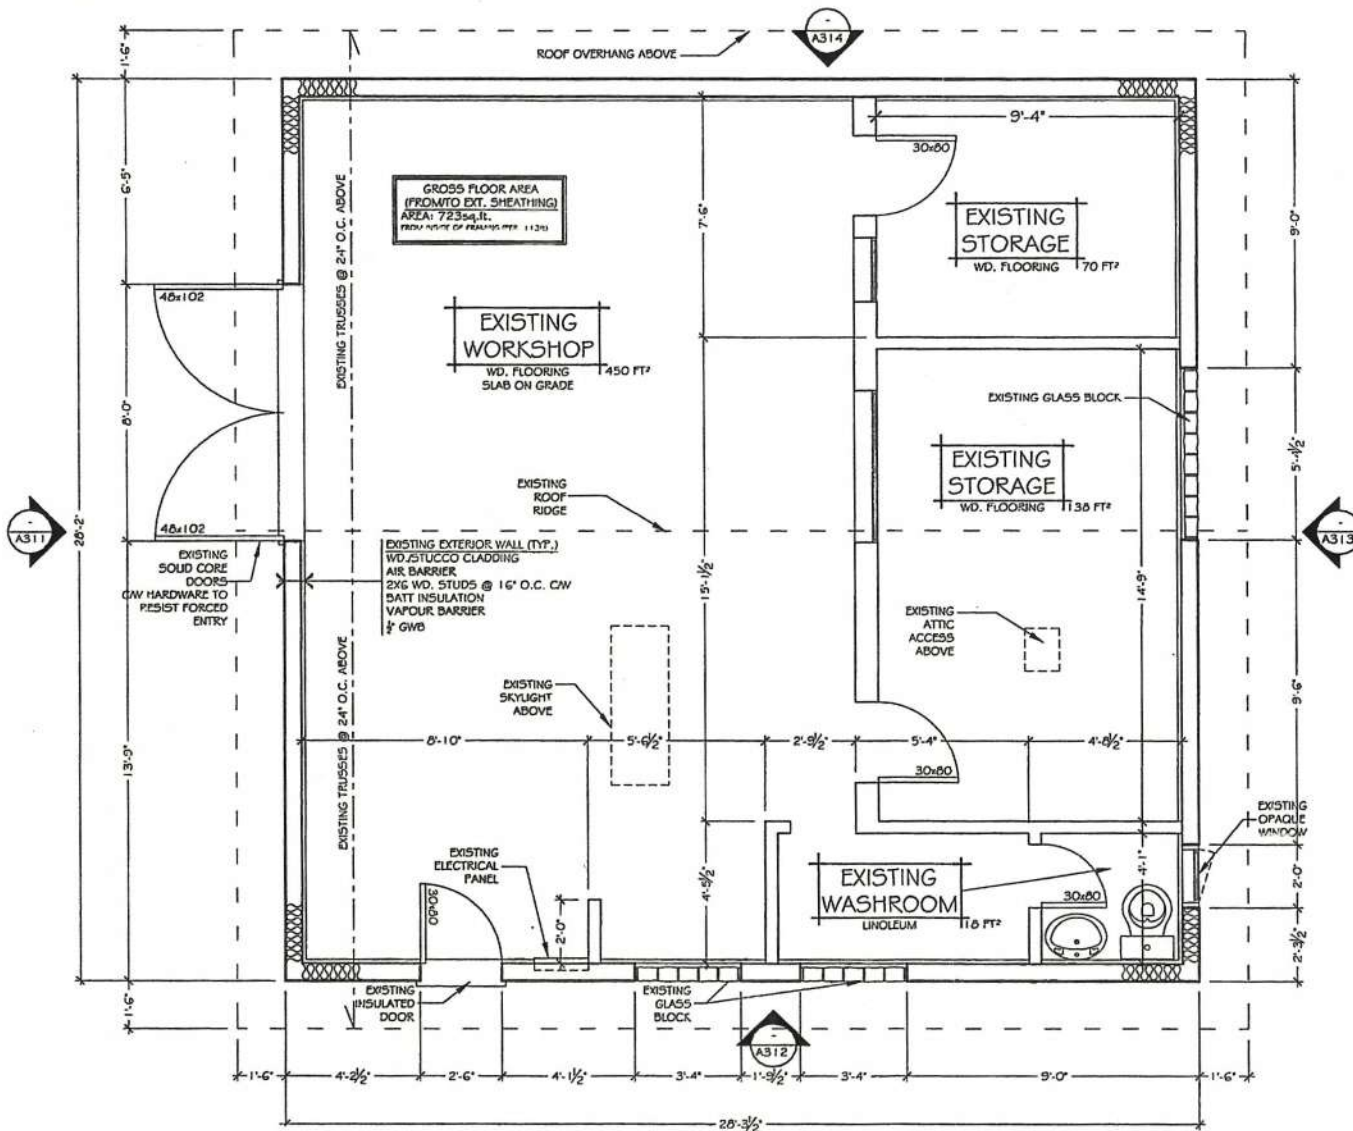 -
A314
ROOF OVERHANG ABOVE
1'-6"
9'-4"
30x80
6'-5"
GROSS FLOOR AREA
(FROM/TO EXT. SHEATHING)
AREA: 723sq.ft.
EXISTING TRUSSES @ 24" O.C. ABOVE
7'-6"
EXISTING
STORAGE
WD. FLOORING
70 FT²
9'-0"
48x102
EXISTING
WORKSHOP
WD. FLOORING
SLAB ON GRADE
450 FT²
8'-0"
EXISTING GLASS BLOCK
5'-4½"
EXISTING
STORAGE
WD. FLOORING
138 FT²
EXISTING
ROOF
RIDGE
28'-2"
-
A311
-
A313
48x102
EXISTING
SOLID CORE
DOORS
C/W HARDWARE TO
RESIST FORCED
ENTRY
EXISTING EXTERIOR WALL (TYP.)
WD./STUCCO CLADDING
AIR BARRIER
2X6 WD. STUDS @ 16" O.C. C/W
BATT INSULATION
VAPOUR BARRIER
½" GWB
15'-1½"
14'-9"
EXISTING
ATTIC
ACCESS
ABOVE
EXISTING
SKYLIGHT
ABOVE
EXISTING TRUSSES @ 24" O.C. ABOVE
13'-9"
9'-6"
8'-10"
5'-6½"
2'-9½"
5'-4"
4'-8½"
30x80
EXISTING
OPAQUE
WINDOW
EXISTING
ELECTRICAL
PANEL
30x80
2'-0"
4'-5½"
EXISTING
WASHROOM
LINOLEUM
18 FT²
30x80
4'-1"
2'-0"
2'-3½"
EXISTING
INSULATED
DOOR
EXISTING
GLASS
BLOCK
1'-6"
-
A312
1'-6"
4'-2½"
2'-6"
4'-1½"
3'-4"
1'-9½"
3'-4"
9'-0"
1'-6"
28'-3½"